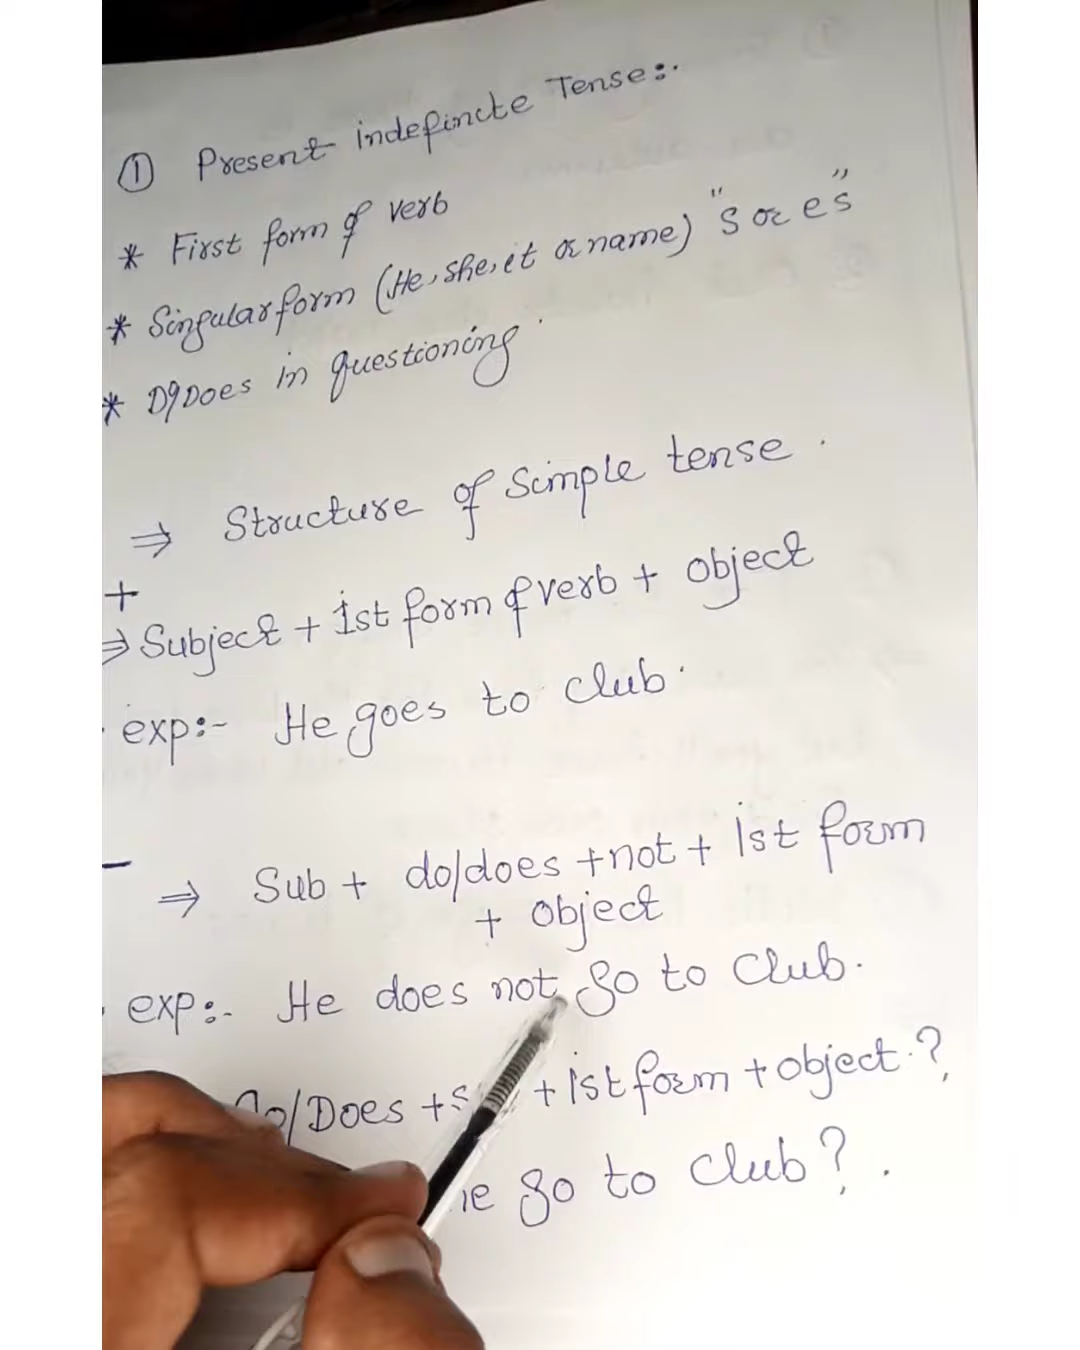 ① Present indefinite Tense:-
* First form of verb
* Singular form (He, she, it or name) "s or es"
* Do/Does in questioning
⇒ Structure of Simple tense.
+
⇒ Subject + 1st form of verb + object
exp:- He goes to club.
-
⇒ Sub + do/does + not + 1st form
+ object
exp:- He does not go to club.
Do/Does + + 1st form + object.?
go to club?.